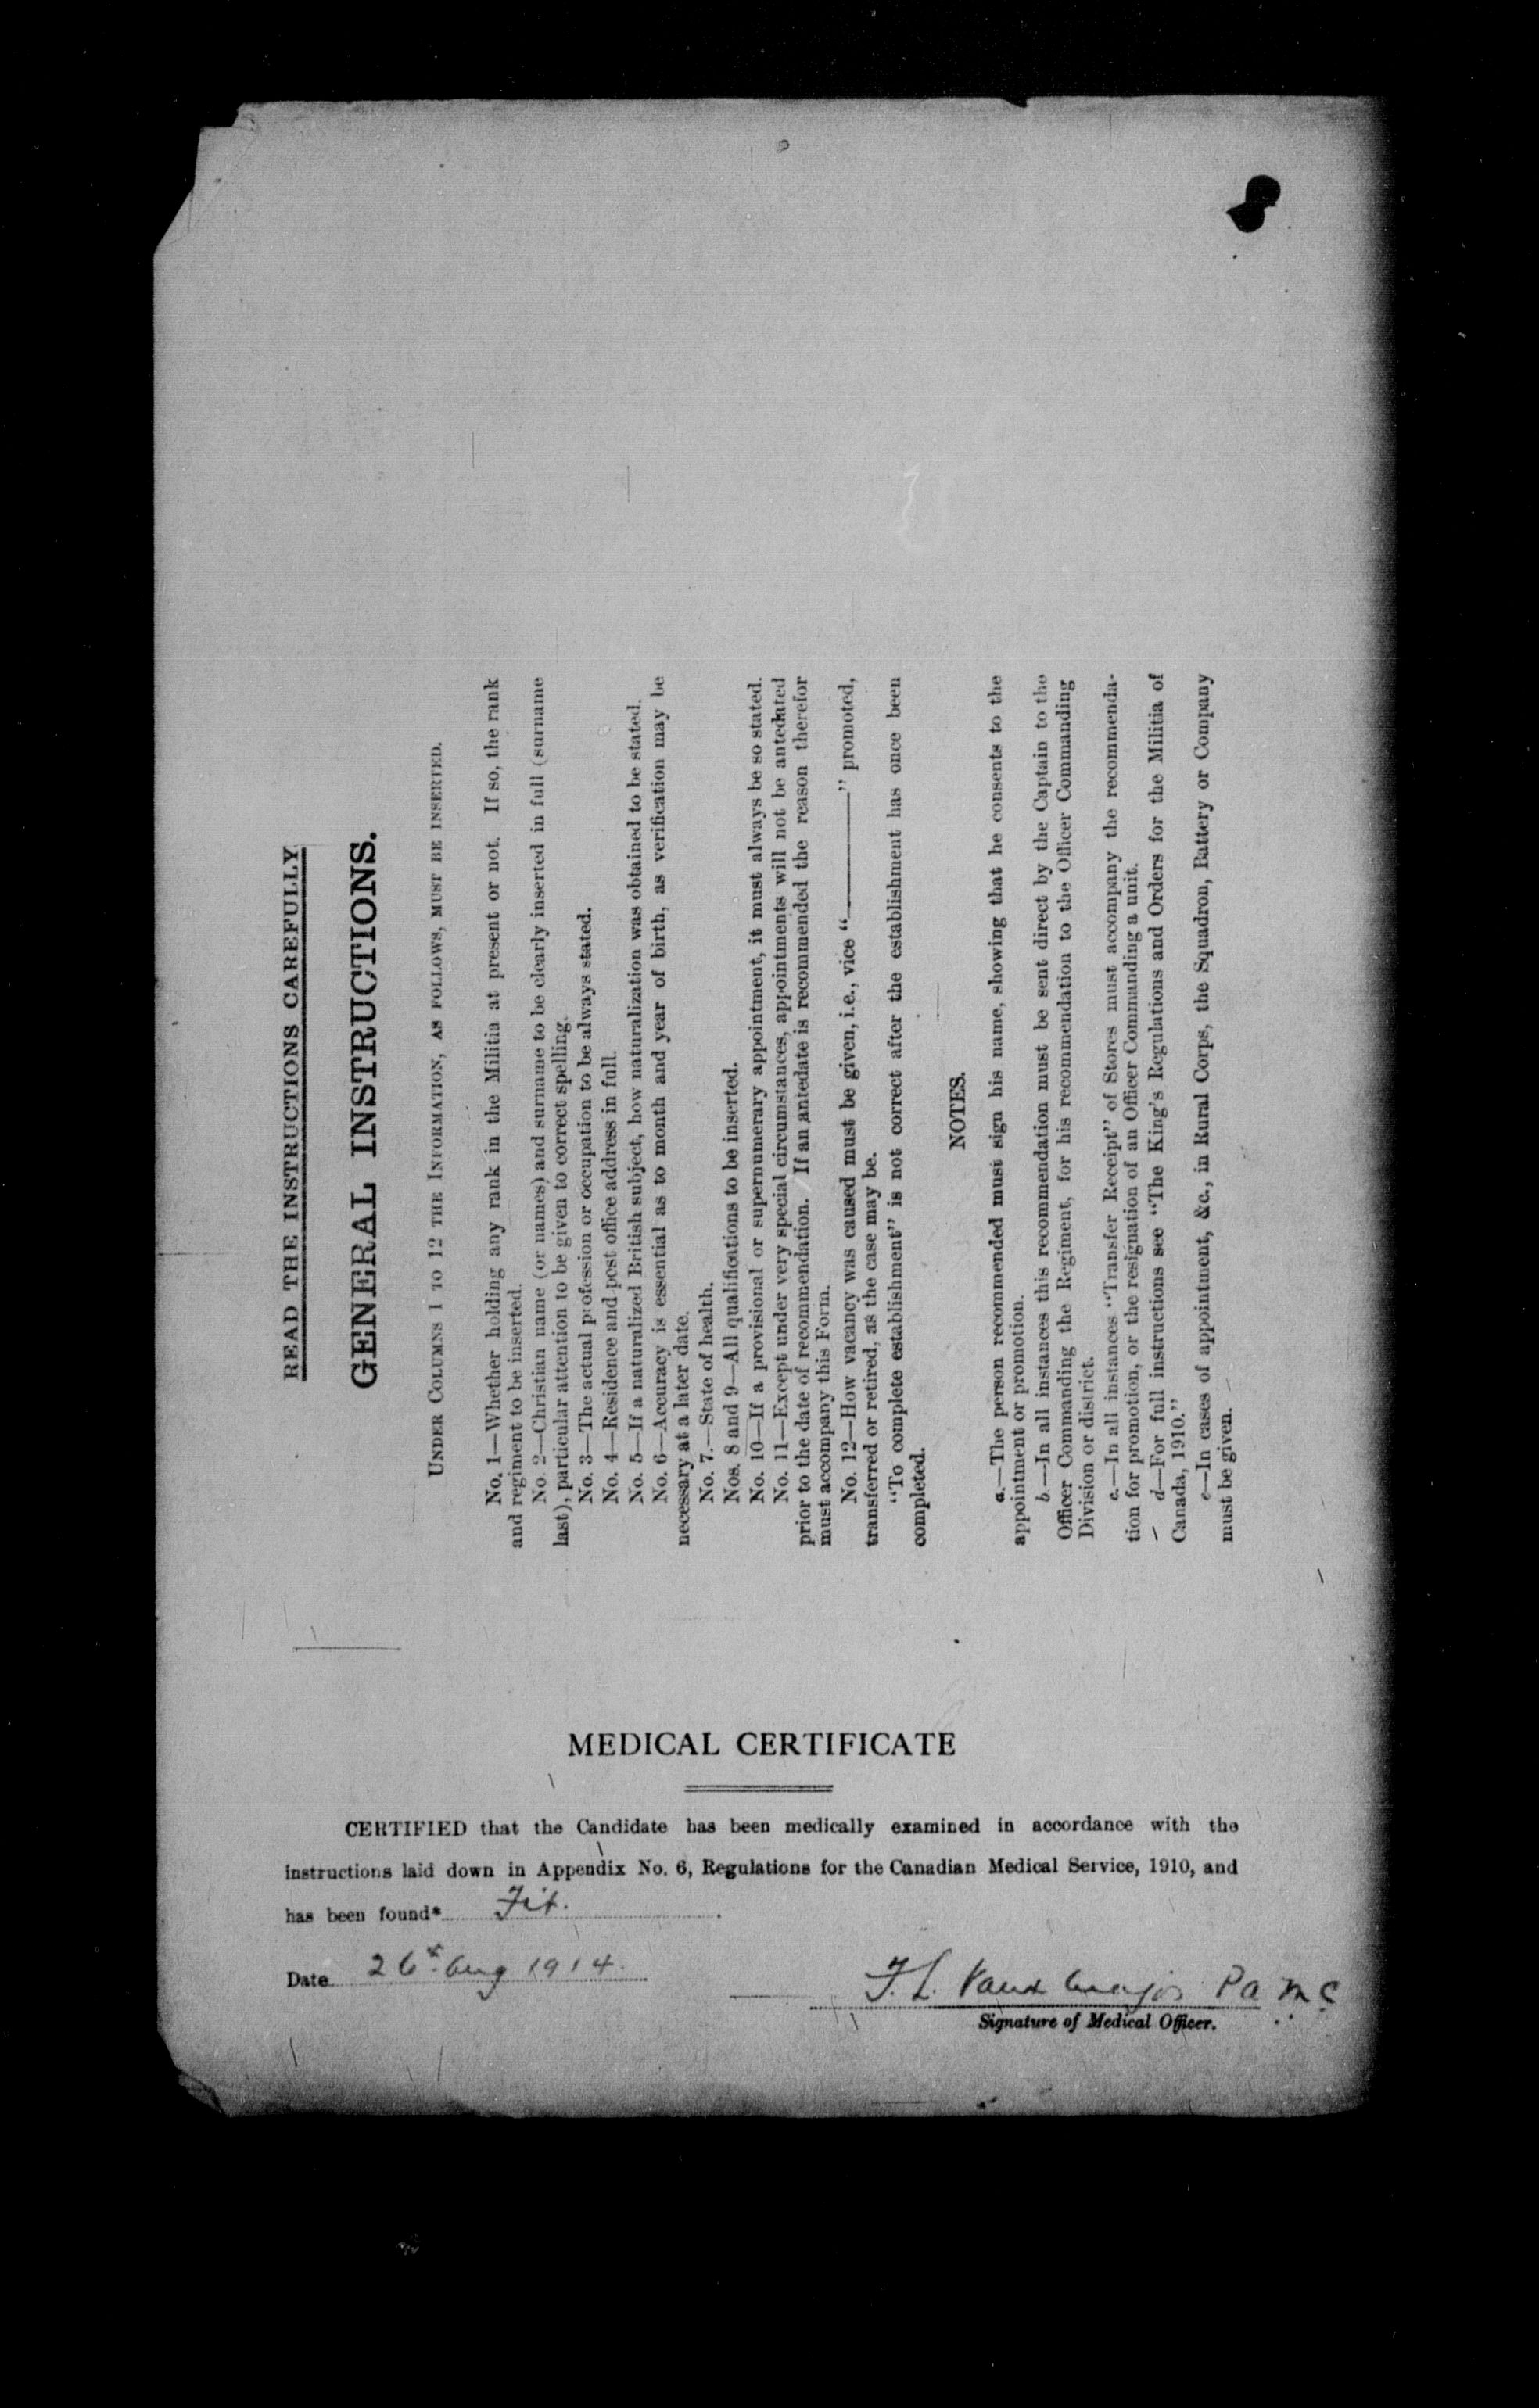 READ THE INSTRUCTIONS CAREFULLY
GENERAL INSTRUCTIONS.
UNDER COLUMNS 1 TO 12 THE INFORMATION, AS FOLLOWS, MUST BE INSERTED.
No. 1—Whether holding any rank in the Militia at present or not. If so, the rank
and regiment to be inserted.
No. 2—Christian name (or names) and surname to be clearly inserted in full (surname
last), particular attention to be given to correct spelling.
No. 3—The actual profession or occupation to be always stated.
No. 4—Residence and post office address in full.
No. 5—If a naturalized British subject, how naturalization was obtained to be stated.
No. 6—Accuracy is essential as to month and year of birth, as verification may be
necessary at a later date.
No. 7.—State of health.
Nos. 8 and 9—All qualifications to be inserted.
No. 10—If a provisional or supernumerary appointment, it must always be so stated.
No. 11—Except under very special circumstances, appointments will not be antedated
prior to the date of recommendation. If an antedate is recommended the reason therefor
must accompany this Form.
No. 12—How vacancy was caused must be given, i.e., vice “————” promoted,
transferred or retired, as the case may be.
“To complete establishment” is not correct after the establishment has once been
completed.
NOTES.
a.—The person recommended must sign his name, showing that he consents to the
appointment or promotion.
b.—In all instances this recommendation must be sent direct by the Captain to the
Officer Commanding the Regiment, for his recommendation to the Officer Commanding
Division or district.
c.—In all instances “Transfer Receipt” of Stores must accompany the recommenda-
tion for promotion, or the resignation of an Officer Commanding a unit.
d—For full instructions see “The King's Regulations and Orders for the Militia of
Canada, 1910.”
e—In cases of appointment, &c., in Rural Corps, the Squadron, Battery or Company
must be given.
MEDICAL CERTIFICATE
CERTIFIED that the Candidate has been medically examined in accordance with the
instructions laid down in Appendix No. 6, Regulations for the Canadian Medical Service, 1910, and
has been found* Fit.
Date 26th Aug 1914.
F. L. Vaux Major P a m c
Signature of Medical Officer.